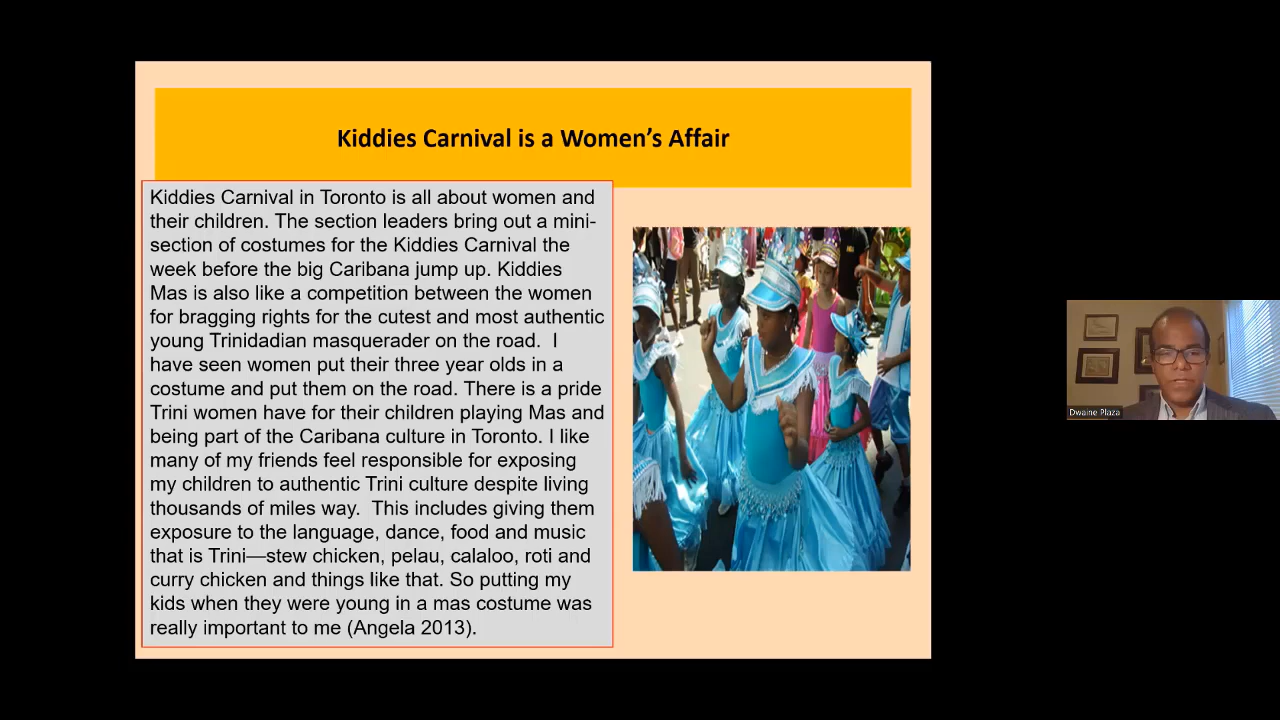 Kiddies Carnival is a Women's Affair
Kiddies Carnival in Toronto is all about women and
their children. The section leaders bring out a mini-
section of costumes for the Kiddies Carnival the
week before the big Caribana jump up. Kiddies
Mas is also like a competition between the women
for bragging rights for the cutest and most authentic
young Trinidadian masquerader on the road.  I
have seen women put their three year olds in a
costume and put them on the road. There is a pride
Trini women have for their children playing Mas and
being part of the Caribana culture in Toronto. I like
many of my friends feel responsible for exposing
my children to authentic Trini culture despite living
thousands of miles way.  This includes giving them
exposure to the language, dance, food and music
that is Trini—stew chicken, pelau, calaloo, roti and
curry chicken and things like that. So putting my
kids when they were young in a mas costume was
really important to me (Angela 2013).
Dwaine Plaza